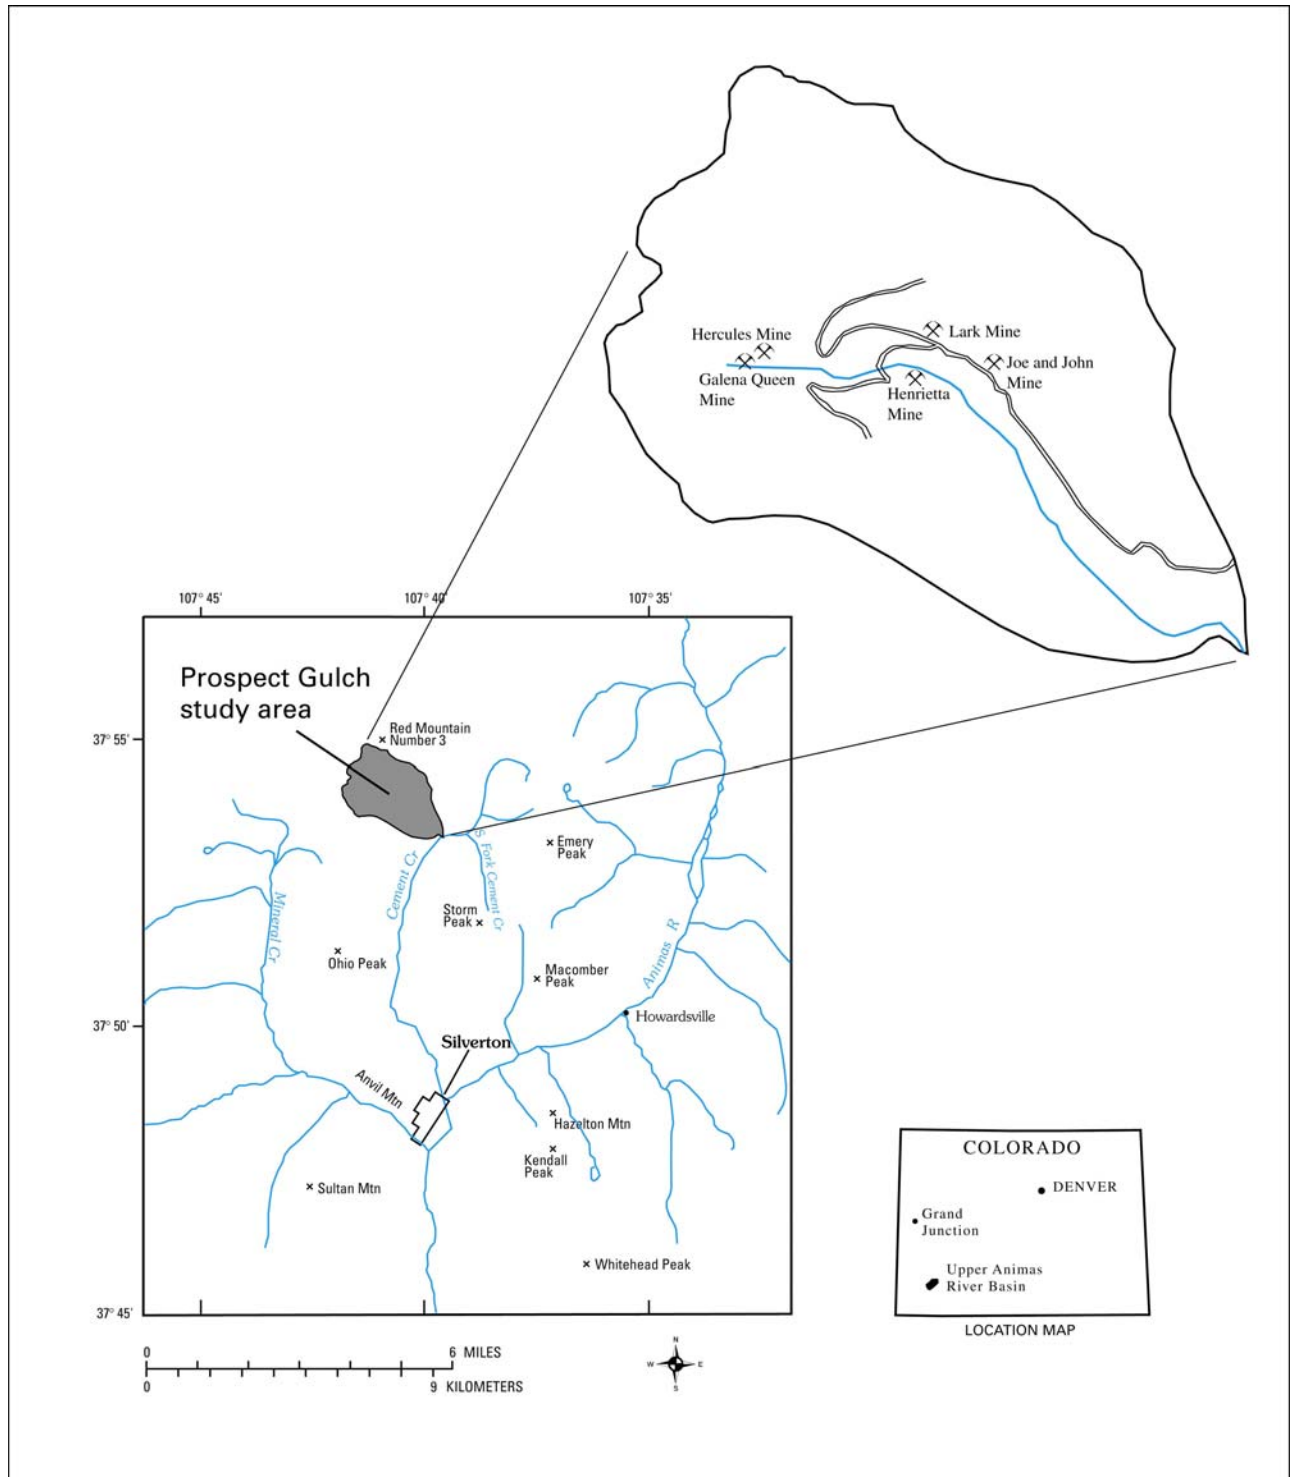 Hercules Mine
Galena Queen
Mine
Lark Mine
Joe and John
Mine
Henrietta
Mine
107° 45'
107° 40'
107° 35'
Prospect Gulch
study area
37° 55'
Red Mountain
Number 3
Emery
Peak
S Fork Cement Cr
Cement Cr
Mineral Cr
Storm
Peak
Ohio Peak
Macomber
Peak
Animas R
Howardsville
37° 50'
Silverton
Anvil Mtn
Hazelton Mtn
Kendall
Peak
Sultan Mtn
Whitehead Peak
37° 45'
COLORADO
DENVER
Grand
Junction
Upper Animas
River Basin
LOCATION MAP
0 6 MILES
0 9 KILOMETERS
N
W E
S